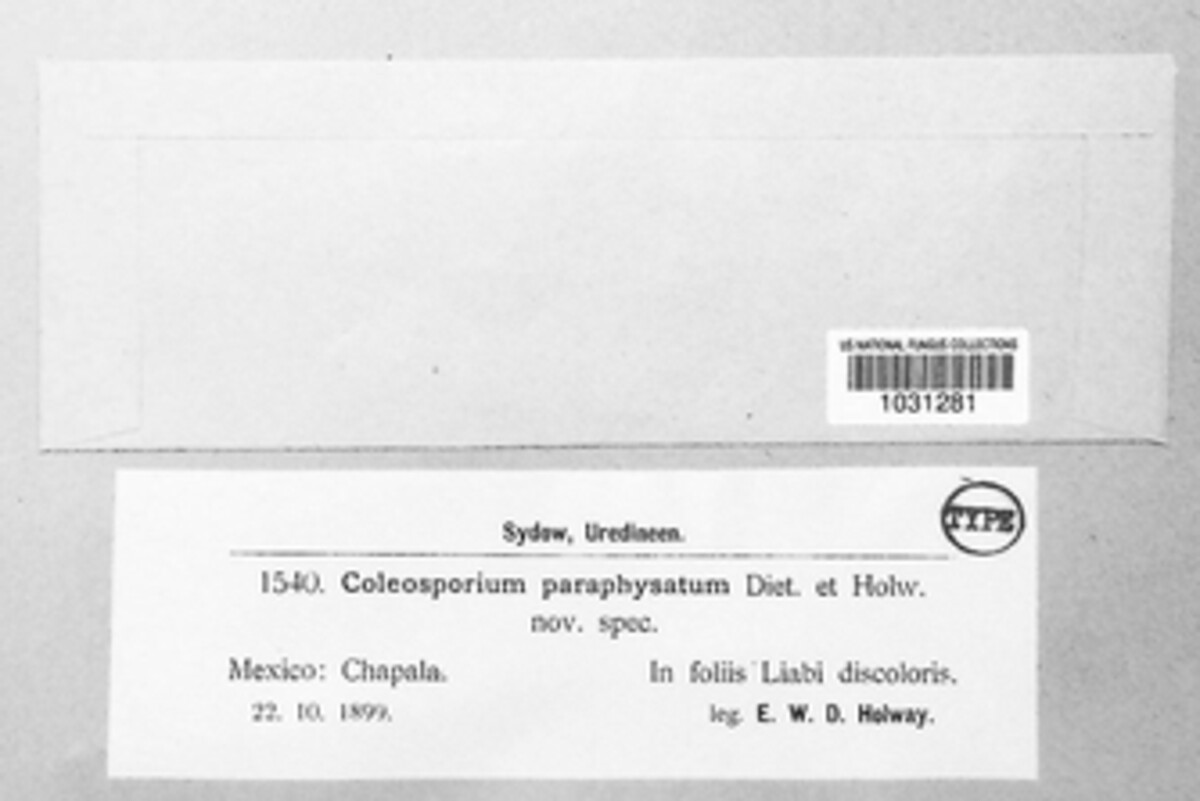 US NATIONAL FUNGUS COLLECTIONS
1031281
TYPE
Sydow, Uredineen.
1540. Coleosporium paraphysatum Diet. et Holw.
nov. spec.
Mexico: Chapala. In foliis Liabi discoloris.
22. 10. 1899. leg. E. W. D. Holway.